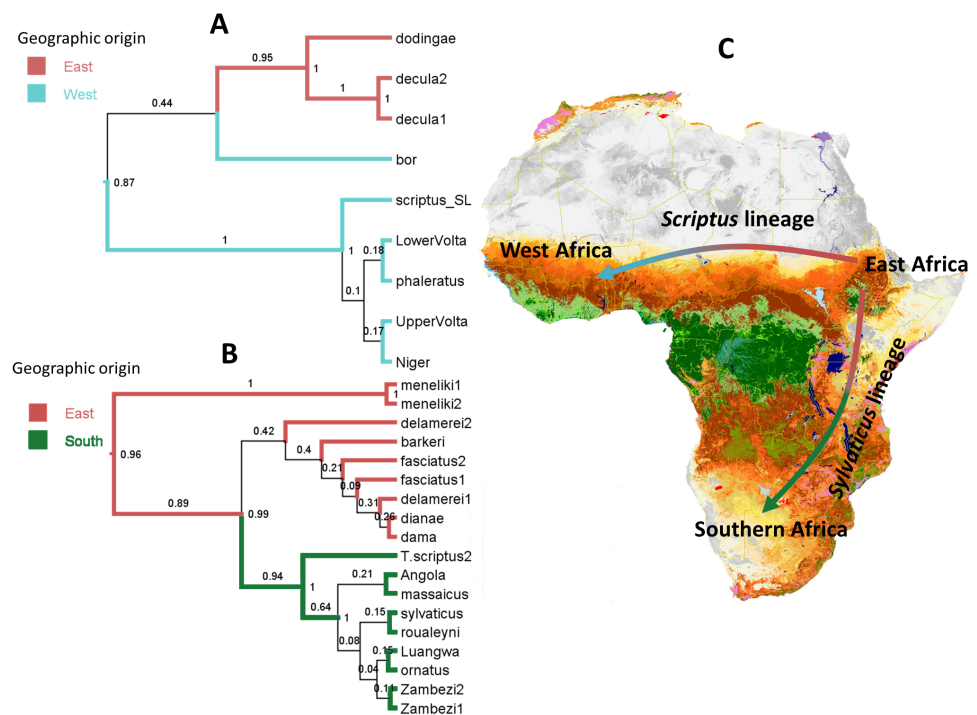 A
Geographic origin
East
West
0.95
1
dodingae
1
1
decula2
decula1
0.44
bor
0.87
1
scriptus_SL
1
0.18
LowerVolta
phaleratus
0.1
0.17
UpperVolta
Niger
B
Geographic origin
East
South
1
1
meneliki1
meneliki2
0.96
0.42
delamerei2
0.4
barkeri
0.21
fasciatus2
0.09
fasciatus1
0.31
delamerei1
0.26
dianae
dama
0.89
0.99
0.94
1
T.scriptus2
0.21
Angola
massaicus
0.64
1
0.15
sylvaticus
roualeyni
0.08
0.15
Luangwa
0.04
ornatus
0.11
Zambezi2
Zambezi1
C
Scriptus lineage
West Africa
East Africa
Sylvaticus lineage
Southern Africa